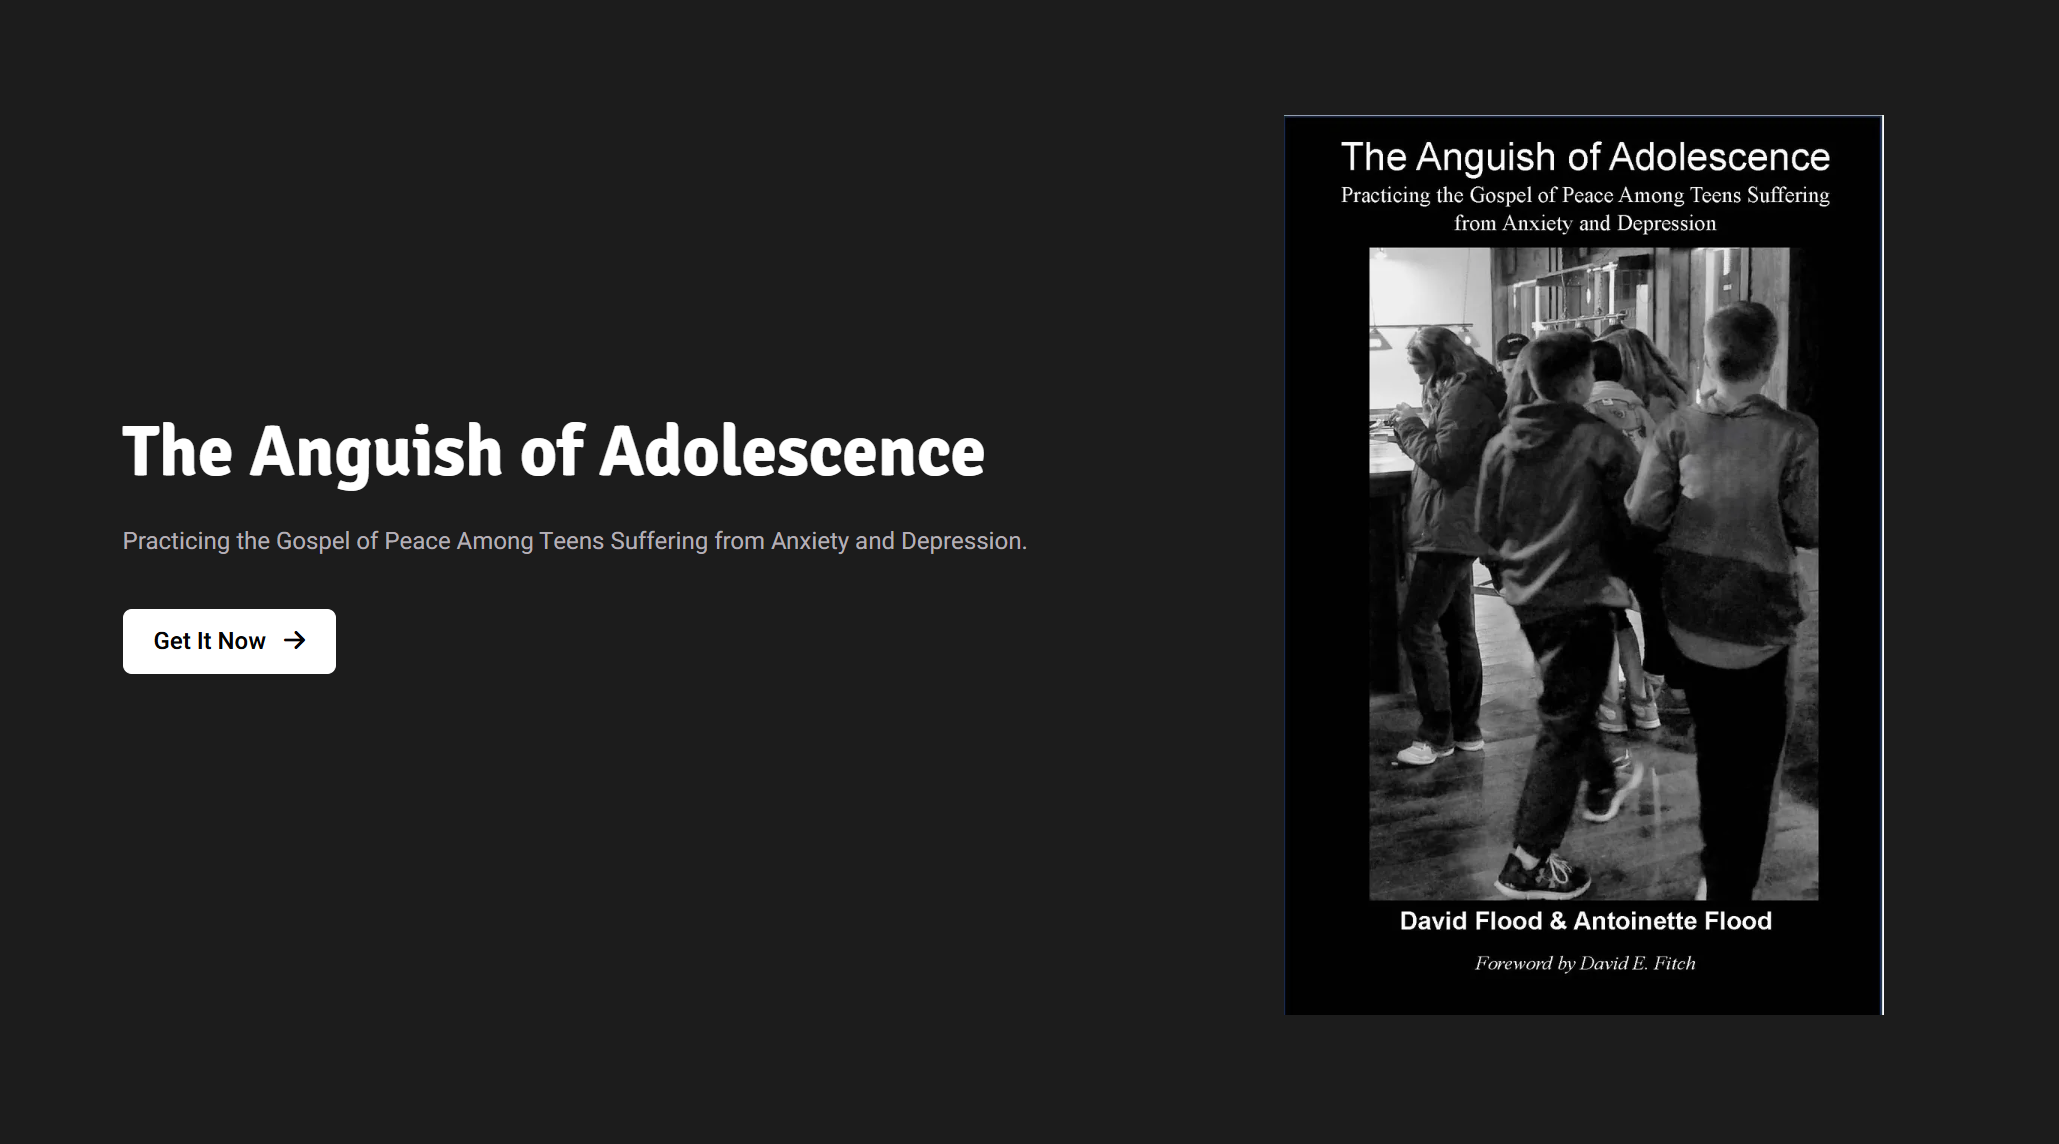 The Anguish of Adolescence
Practicing the Gospel of Peace Among Teens Suffering from Anxiety and Depression.
Get It Now
The Anguish of Adolescence
Practicing the Gospel of Peace Among Teens Suffering
from Anxiety and Depression
David Flood & Antoinette Flood
Foreword by David E. Fitch